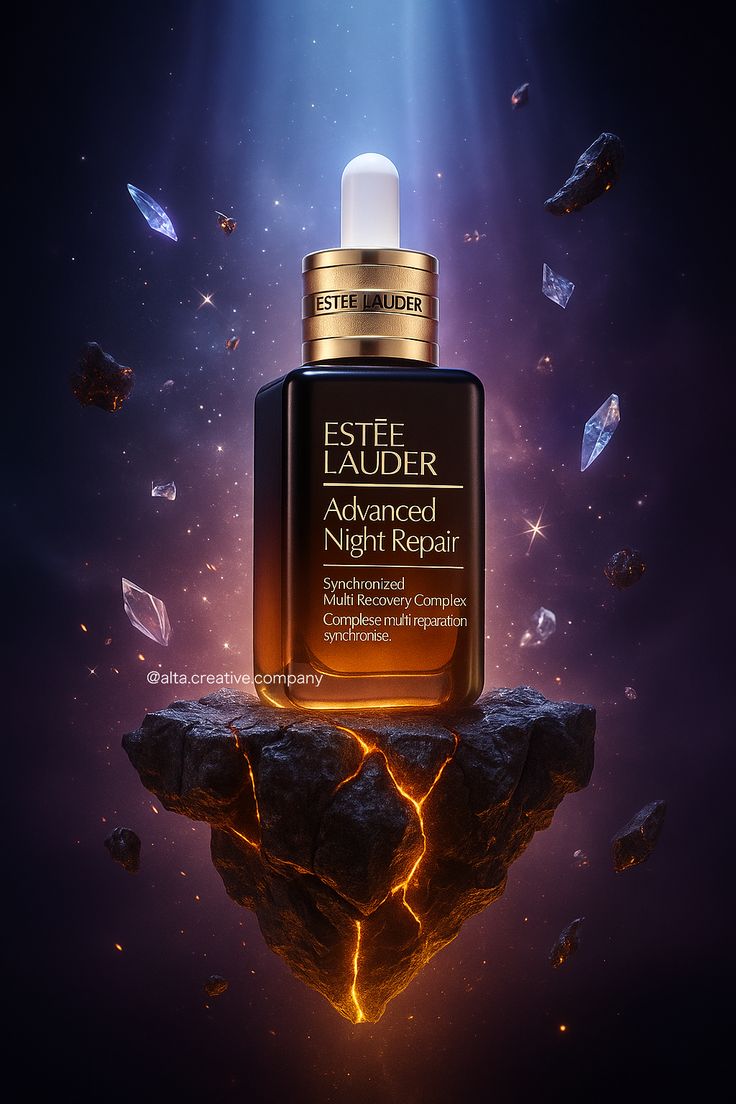 ESTEE LAUDER
ESTĒE
LAUDER
Advanced
Night Repair
Synchronized
Multi Recovery Complex
Complese multi reparation
synchronise.
@alta.creative.company